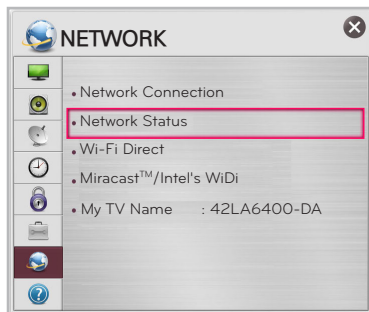 NETWORK
• Network Connection
• Network Status
• Wi-Fi Direct
• Miracast™/Intel's WiDi
• My TV Name : 42LA6400-DA